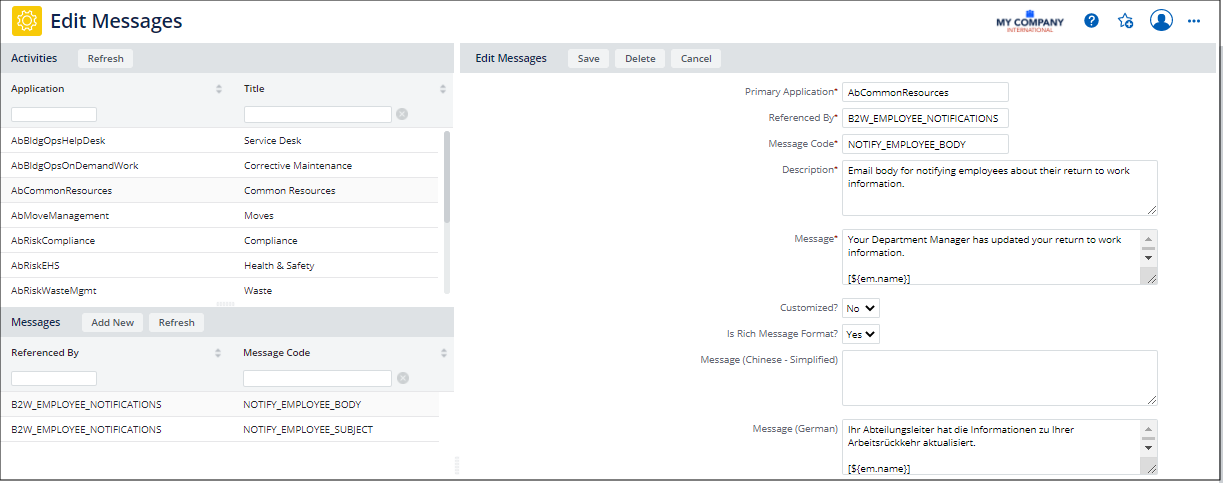 Edit Messages
MY COMPANY
INTERNATIONAL
Activities
Refresh
Application
Title
AbBldgOpsHelpDesk
Service Desk
AbBldgOpsOnDemandWork
Corrective Maintenance
AbCommonResources
Common Resources
AbMoveManagement
Moves
AbRiskCompliance
Compliance
AbRiskEHS
Health & Safety
AbRiskWasteMgmt
Waste
Messages
Add New
Refresh
Referenced By
Message Code
B2W_EMPLOYEE_NOTIFICATIONS
NOTIFY_EMPLOYEE_BODY
B2W_EMPLOYEE_NOTIFICATIONS
NOTIFY_EMPLOYEE_SUBJECT
Edit Messages
Save
Delete
Cancel
Primary Application*
AbCommonResources
Referenced By*
B2W_EMPLOYEE_NOTIFICATIONS
Message Code*
NOTIFY_EMPLOYEE_BODY
Description*
Email body for notifying employees about their return to work
information.
Message*
Your Department Manager has updated your return to work
information.
[${em.name}]
Customized?
No
Is Rich Message Format?
Yes
Message (Chinese - Simplified)
Message (German)
Ihr Abteilungsleiter hat die Informationen zu Ihrer
Arbeitsrückkehr aktualisiert.
[${em.name}]